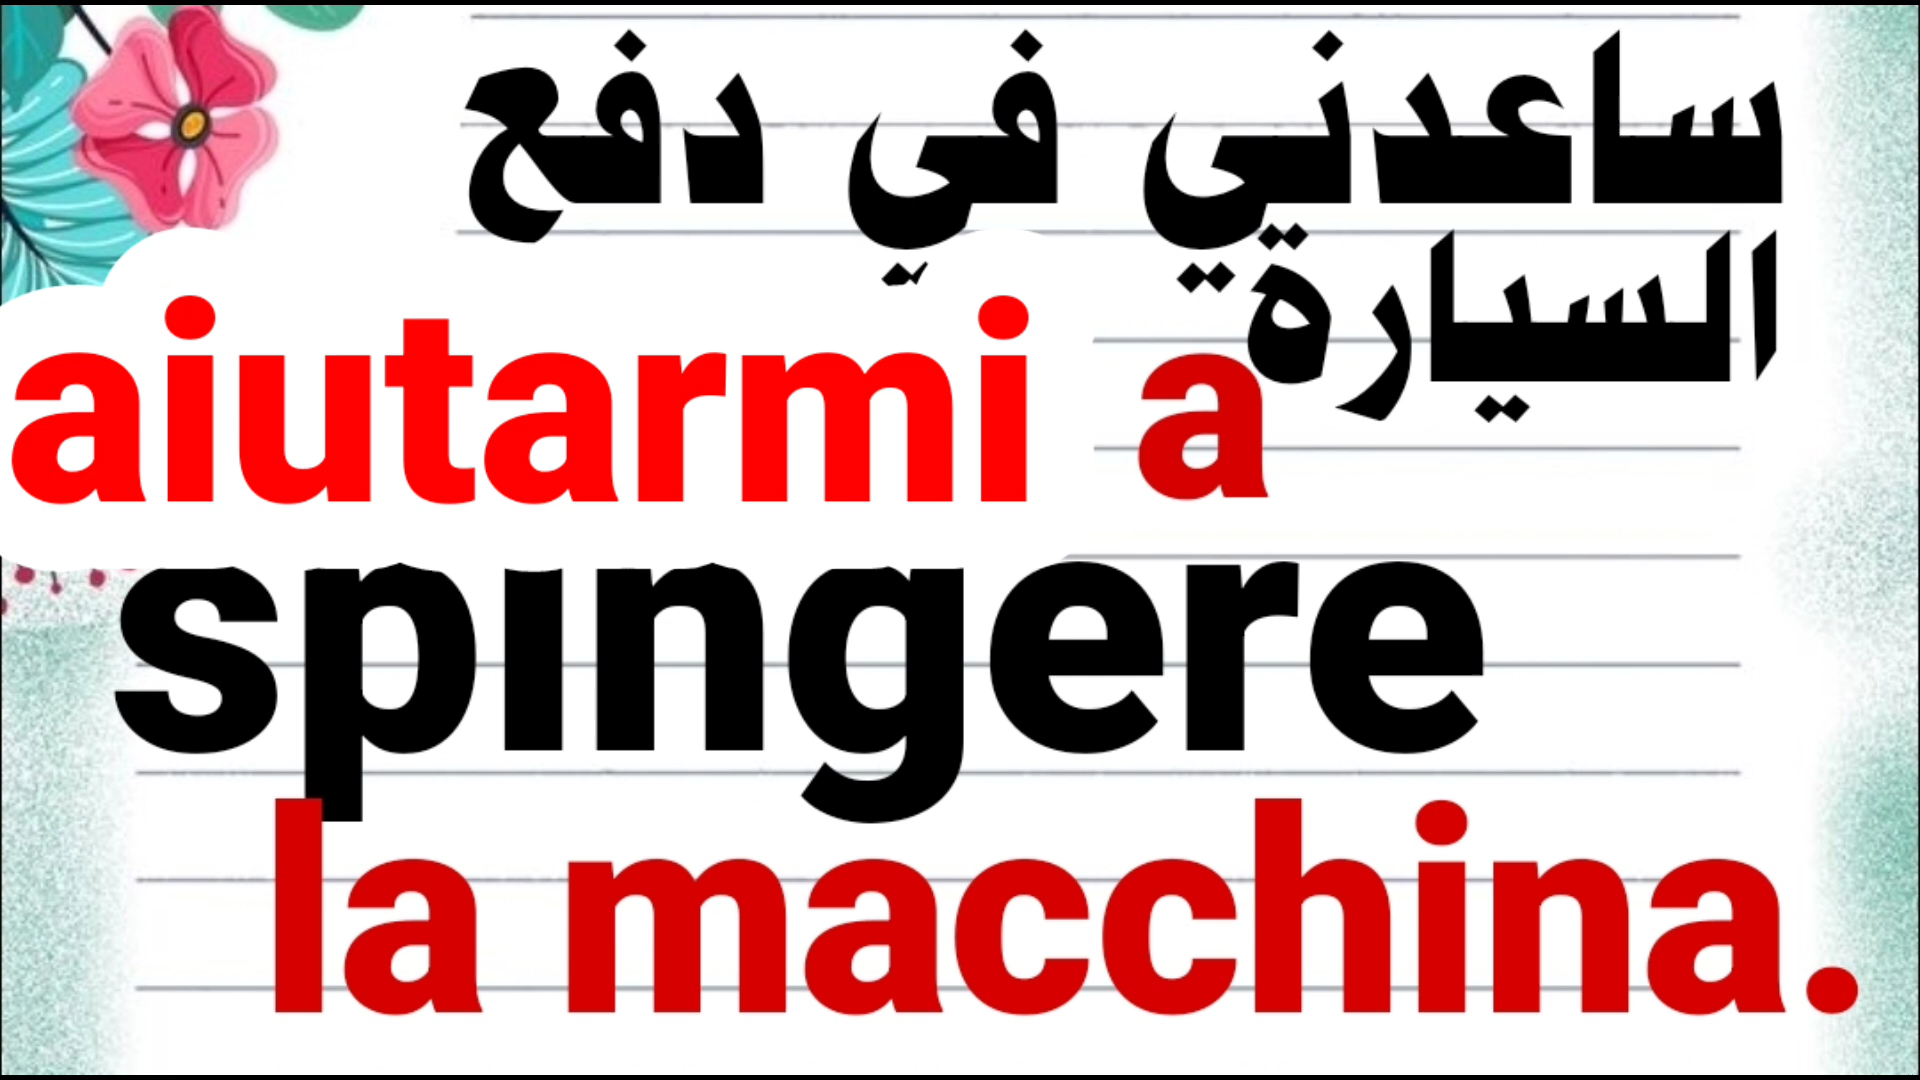 ساعدني في دفع
السيارة
aiutarmi a
spingere
la macchina.